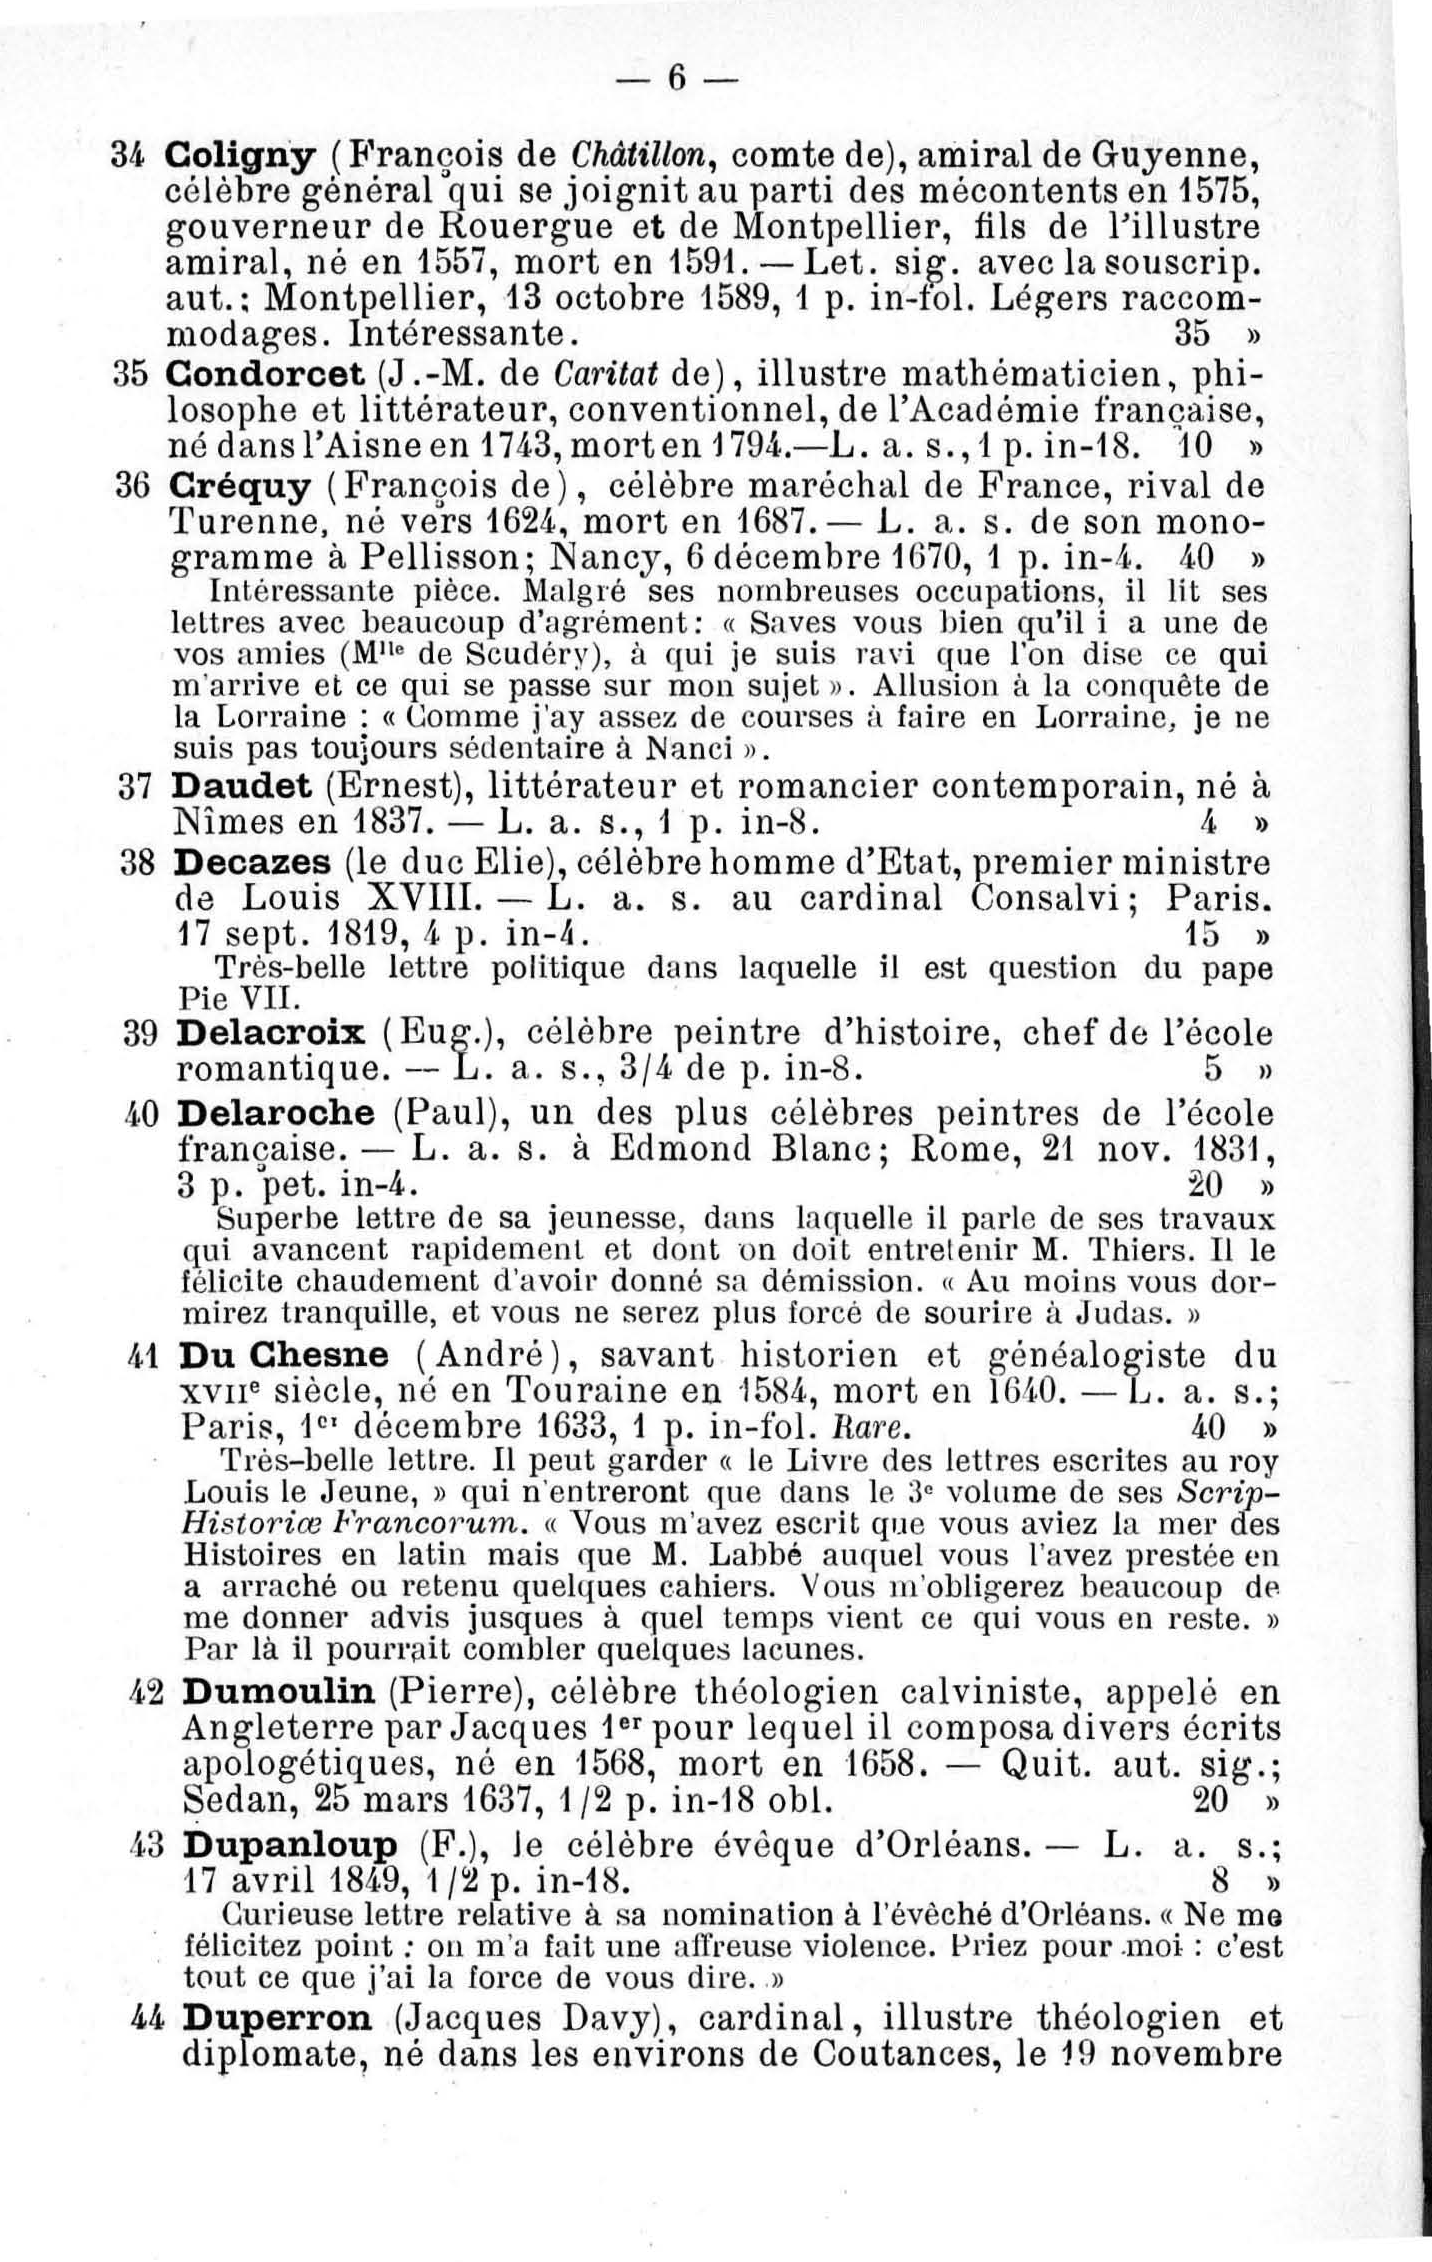 — 6 —
34 Coligny (François de Châtillon, comte de), amiral de Guyenne,
célèbre général qui se joignit au parti des mécontents en 1575,
gouverneur de Rouergue et de Montpellier, fils de l'illustre
amiral, né en 1557, mort en 1591. — Let. sig. avec la souscrip.
aut.; Montpellier, 13 octobre 1589, 1 p. in-fol. Légers raccom-
modages. Intéressante. 35 »
35 Condorcet (J.-M. de Caritat de), illustre mathématicien, phi-
losophe et littérateur, conventionnel, de l'Académie française,
né dans l'Aisne en 1743, mort en 1794.—L. a. s., 1 p. in-18. 10 »
36 Créquy (François de), célèbre maréchal de France, rival de
Turenne, né vers 1624, mort en 1687. — L. a. s. de son mono-
gramme à Pellisson; Nancy, 6 décembre 1670, 1 p. in-4. 40 »
Intéressante pièce. Malgré ses nombreuses occupations, il lit ses
lettres avec beaucoup d'agrément: « Saves vous bien qu'il i a une de
vos amies (Mlle de Scudéry), à qui je suis ravi que l'on dise ce qui
m'arrive et ce qui se passe sur mon sujet ». Allusion à la conquête de
la Lorraine : « Comme j'ay assez de courses à faire en Lorraine, je ne
suis pas toujours sédentaire à Nanci ».
37 Daudet (Ernest), littérateur et romancier contemporain, né à
Nîmes en 1837. — L. a. s., 1 p. in-8. 4 »
38 Decazes (le duc Elie), célèbre homme d'Etat, premier ministre
de Louis XVIII. — L. a. s. au cardinal Consalvi; Paris.
17 sept. 1819, 4 p. in-4. 15 »
Très-belle lettre politique dans laquelle il est question du pape
Pie VII.
39 Delacroix (Eug.), célèbre peintre d'histoire, chef de l'école
romantique. — L. a. s., 3/4 de p. in-8. 5 »
40 Delaroche (Paul), un des plus célèbres peintres de l'école
française. — L. a. s. à Edmond Blanc; Rome, 21 nov. 1831,
3 p. pet. in-4. 20 »
Superbe lettre de sa jeunesse, dans laquelle il parle de ses travaux
qui avancent rapidement et dont on doit entretenir M. Thiers. Il le
félicite chaudement d'avoir donné sa démission. « Au moins vous dor-
mirez tranquille, et vous ne serez plus forcé de sourire à Judas. »
41 Du Chesne (André), savant historien et généalogiste du
XVIIe siècle, né en Touraine en 1584, mort en 1640. — L. a. s.;
Paris, 1er décembre 1633, 1 p. in-fol. Rare. 40 »
Très-belle lettre. Il peut garder « le Livre des lettres escrites au roy
Louis le Jeune, » qui n'entreront que dans le 3e volume de ses Scrip-
Historiæ Francorum. « Vous m'avez escrit que vous aviez la mer des
Histoires en latin mais que M. Labbé auquel vous l'avez prestée en
a arraché ou retenu quelques cahiers. Vous m'obligerez beaucoup de
me donner advis jusques à quel temps vient ce qui vous en reste. »
Par là il pourrait combler quelques lacunes.
42 Dumoulin (Pierre), célèbre théologien calviniste, appelé en
Angleterre par Jacques 1er pour lequel il composa divers écrits
apologétiques, né en 1568, mort en 1658. — Quit. aut. sig.;
Sedan, 25 mars 1637, 1/2 p. in-18 obl. 20 »
43 Dupanloup (F.), le célèbre évêque d'Orléans. — L. a. s.;
17 avril 1849, 1/2 p. in-18. 8 »
Curieuse lettre relative à sa nomination à l'évêché d'Orléans. « Ne me
félicitez point : on m'a fait une affreuse violence. Priez pour moi : c'est
tout ce que j'ai la force de vous dire. »
44 Duperron (Jacques Davy), cardinal, illustre théologien et
diplomate, né dans les environs de Coutances, le 19 novembre